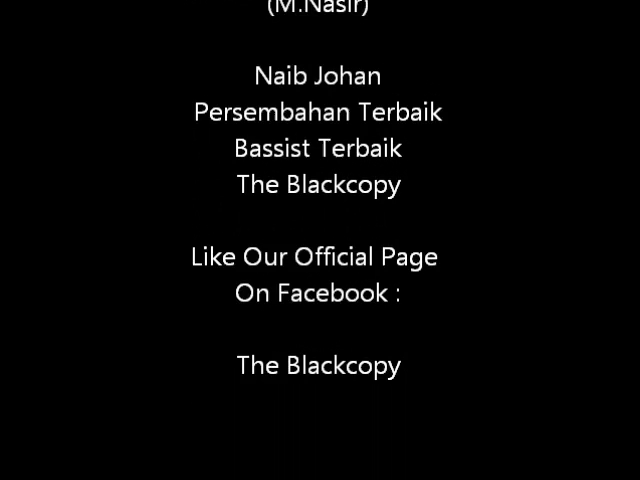 (M.Nasir)
Naib Johan
Persembahan Terbaik
Bassist Terbaik
The Blackcopy
Like Our Official Page
On Facebook :
The Blackcopy